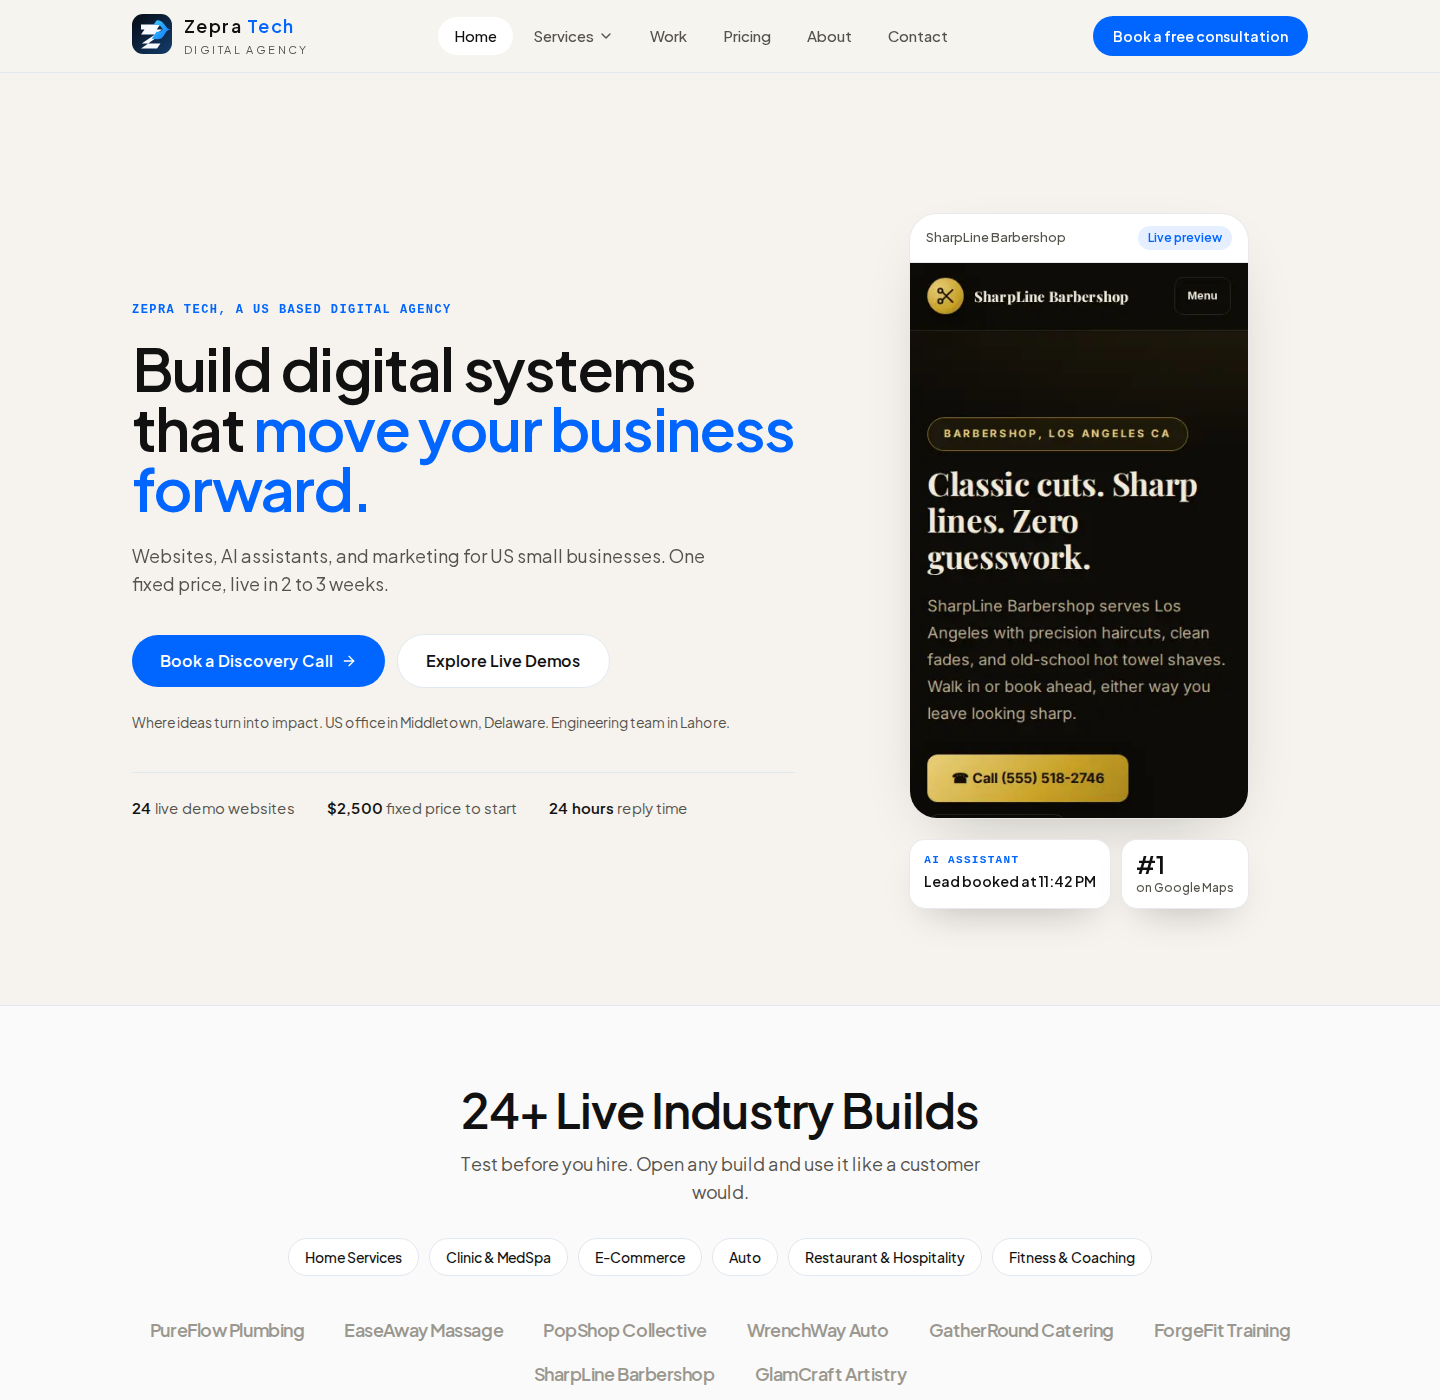 Zepra Tech
DIGITAL AGENCY
Home
Services
Work
Pricing
About
Contact
Book a free consultation
ZEPRA TECH, A US BASED DIGITAL AGENCY
Build digital systems
that move your business
forward.
Websites, AI assistants, and marketing for US small businesses. One
fixed price, live in 2 to 3 weeks.
Book a Discovery Call
Explore Live Demos
Where ideas turn into impact. US office in Middletown, Delaware. Engineering team in Lahore.
24 live demo websites
$2,500 fixed price to start
24 hours reply time
SharpLine Barbershop
Live preview
SharpLine Barbershop
Menu
BARBERSHOP, LOS ANGELES CA
Classic cuts. Sharp
lines. Zero
guesswork.
SharpLine Barbershop serves Los
Angeles with precision haircuts, clean
fades, and old-school hot towel shaves.
Walk in or book ahead, either way you
leave looking sharp.
☎ Call (555) 518-2746
AI ASSISTANT
Lead booked at 11:42 PM
#1
on Google Maps
24+ Live Industry Builds
Test before you hire. Open any build and use it like a customer
would.
Home Services
Clinic & MedSpa
E-Commerce
Auto
Restaurant & Hospitality
Fitness & Coaching
PureFlow Plumbing
EaseAway Massage
PopShop Collective
WrenchWay Auto
GatherRound Catering
ForgeFit Training
SharpLine Barbershop
GlamCraft Artistry